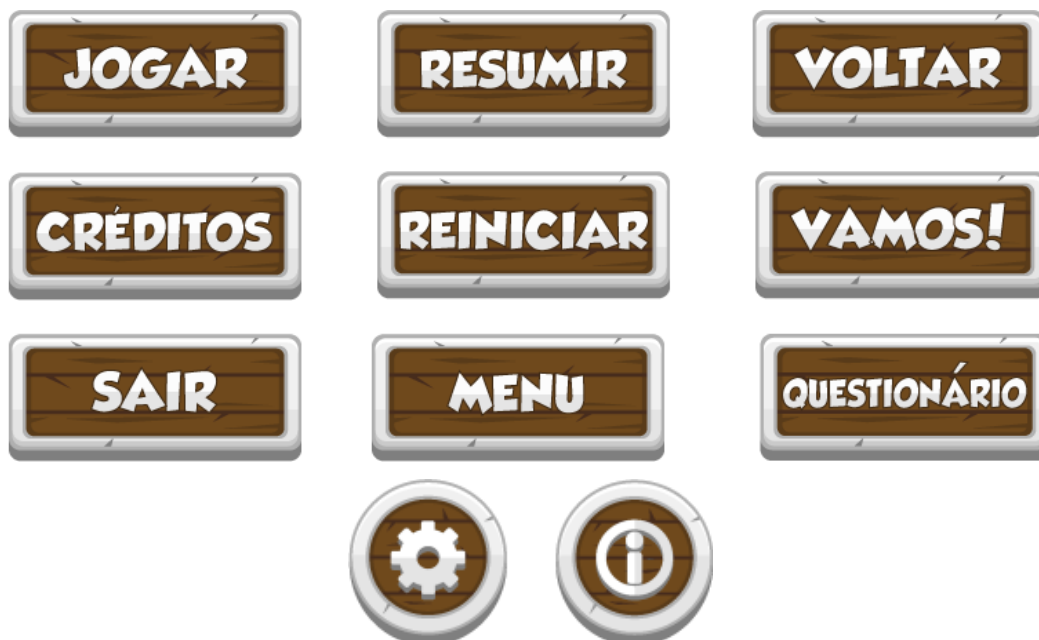 JOGAR
RESUMIR
VOLTAR
CRÉDITOS
REINICIAR
VAMOS!
SAIR
MENU
QUESTIONÁRIO